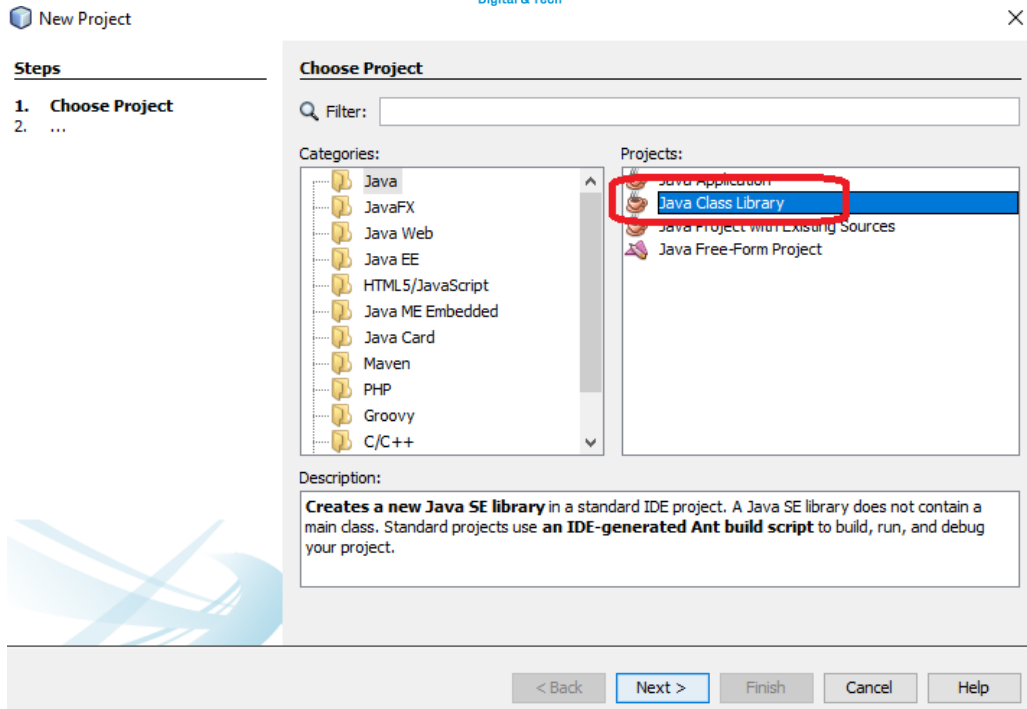 Digital & Tech
New Project
Steps
1. Choose Project
2. ...
Choose Project
Filter:
Categories:
Java
JavaFX
Java Web
Java EE
HTML5/JavaScript
Java ME Embedded
Java Card
Maven
PHP
Groovy
C/C++
Projects:
Java Application
Java Class Library
Java Project with Existing Sources
Java Free-Form Project
Description:
Creates a new Java SE library in a standard IDE project. A Java SE library does not contain a
main class. Standard projects use an IDE-generated Ant build script to build, run, and debug
your project.
< Back
Next >
Finish
Cancel
Help